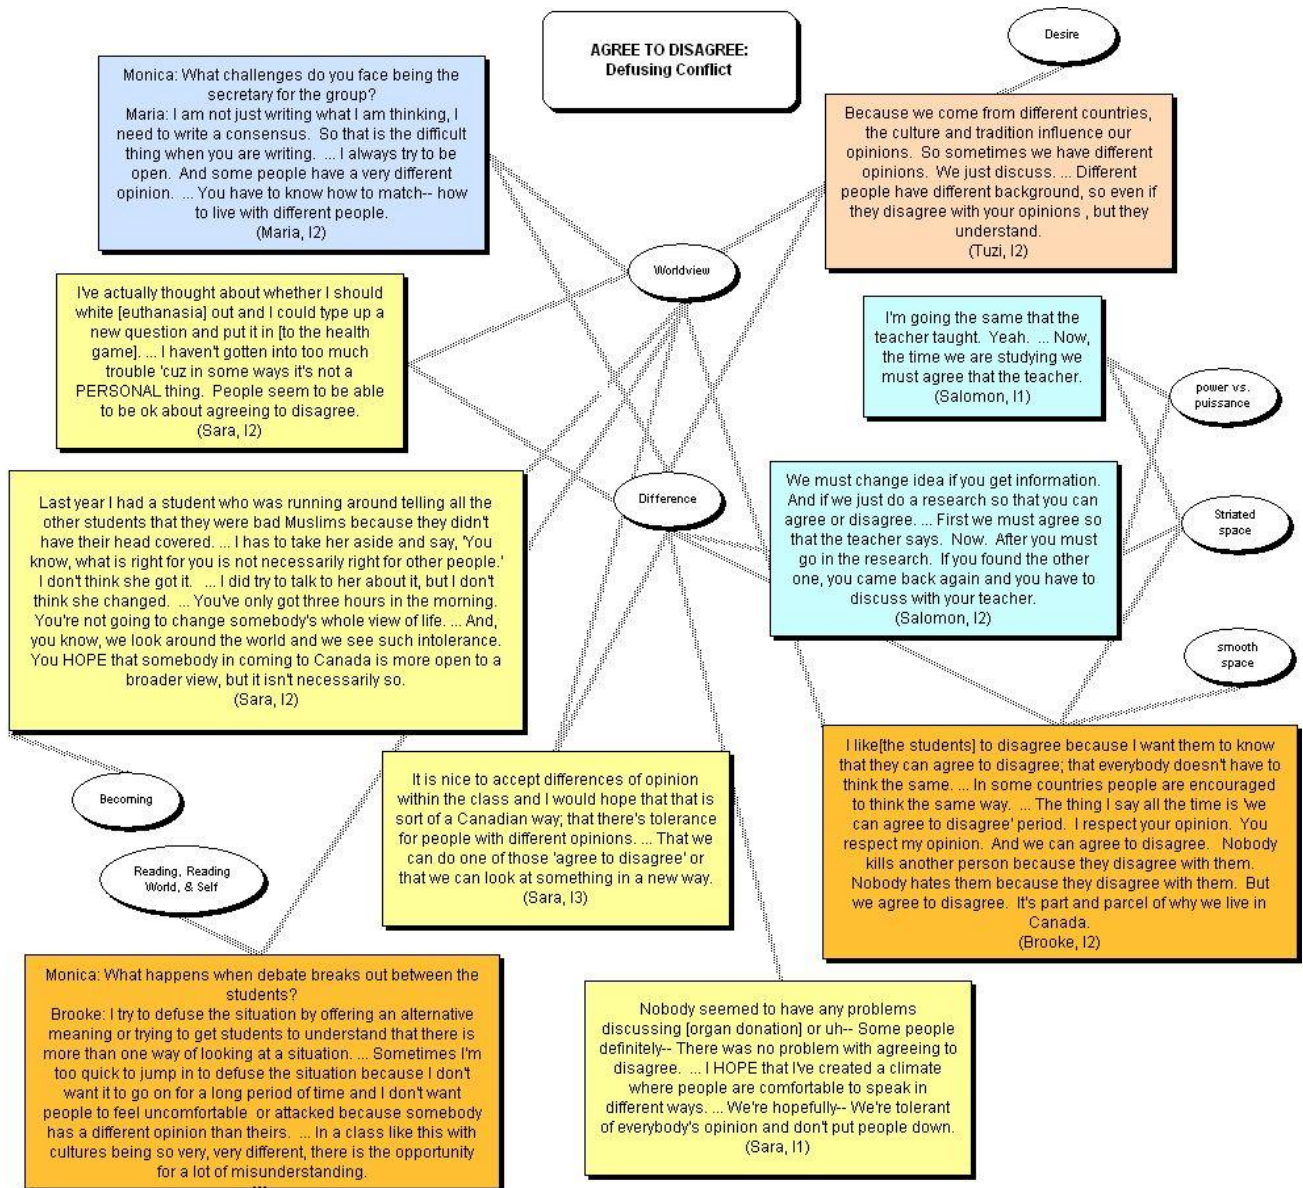 AGREE TO DISAGREE:
Defusing Conflict
Desire
Monica: What challenges do you face being the
secretary for the group?
Maria: I am not just writing what I am thinking, I
need to write a consensus. So that is the difficult
thing when you are writing. ... I always try to be
open. And some people have a very different
opinion. ... You have to know how to match-- how
to live with different people.
(Maria, I2)
Because we come from different countries,
the culture and tradition influence our
opinions. So sometimes we have different
opinions. We just discuss. ... Different
people have different background, so even if
they disagree with your opinions , but they
understand.
(Tuzi, I2)
Worldview
I've actually thought about whether I should
white [euthanasia] out and I could type up a
new question and put it in [to the health
game]. ... I haven't gotten into too much
trouble 'cuz in some ways it's not a
PERSONAL thing. People seem to be able
to be ok about agreeing to disagree.
(Sara, I2)
I'm going the same that the
teacher taught. Yeah. ... Now,
the time we are studying we
must agree that the teacher.
(Salomon, I1)
power vs.
puissance
Last year I had a student who was running around telling all the
other students that they were bad Muslims because they didn't
have their head covered. ... I has to take her aside and say, 'You
know, what is right for you is not necessarily right for other people.'
I don't think she got it. ... I did try to talk to her about it, but I don't
think she changed. ... You've only got three hours in the morning.
You're not going to change somebody's whole view of life. ... And,
you know, we look around the world and we see such intolerance.
You HOPE that somebody in coming to Canada is more open to a
broader view, but it isn't necessarily so.
(Sara, I2)
Difference
We must change idea if you get information.
And if we just do a research so that you can
agree or disagree. ... First we must agree so
that the teacher says. Now. After you must
go in the research. If you found the other
one, you came back again and you have to
discuss with your teacher.
(Salomon, I2)
Striated
space
smooth
space
Becoming
Reading, Reading
World, & Self
It is nice to accept differences of opinion
within the class and I would hope that that is
sort of a Canadian way; that there's tolerance
for people with different opinions. ... That we
can do one of those 'agree to disagree' or
that we can look at something in a new way.
(Sara, I3)
I like[the students] to disagree because I want them to know
that they can agree to disagree; that everybody doesn't have to
think the same. ... In some countries people are encouraged
to think the same way. ... The thing I say all the time is 'we
can agree to disagree' period. I respect your opinion. You
respect my opinion. And we can agree to disagree. Nobody
kills another person because they disagree with them.
Nobody hates them because they disagree with them. But
we agree to disagree. It's part and parcel of why we live in
Canada.
(Brooke, I2)
Monica: What happens when debate breaks out between the
students?
Brooke: I try to defuse the situation by offering an alternative
meaning or trying to get students to understand that there is
more than one way of looking at a situation. ... Sometimes I'm
too quick to jump in to defuse the situation because I don't
want it to go on for a long period of time and I don't want
people to feel uncomfortable or attacked because somebody
has a different opinion than theirs. ... In a class like this with
cultures being so very, very different, there is the opportunity
for a lot of misunderstanding.
Nobody seemed to have any problems
discussing [organ donation] or uh-- Some people
definitely-- There was no problem with agreeing to
disagree. ... I HOPE that I've created a climate
where people are comfortable to speak in
different ways. ... We're hopefully-- We're tolerant
of everybody's opinion and don't put people down.
(Sara, I1)